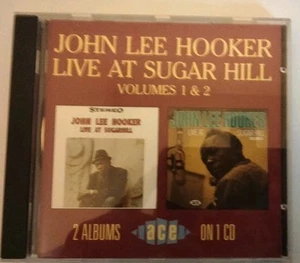 JOHN LEE HOOKER
LIVE AT SUGAR HILL
VOLUMES 1 & 2
STEREO
JOHN LEE HOOKER
LIVE AT SUGARHILL
JOHN LEE HOOKER
2 ALBUMS
ace
ON 1 CD